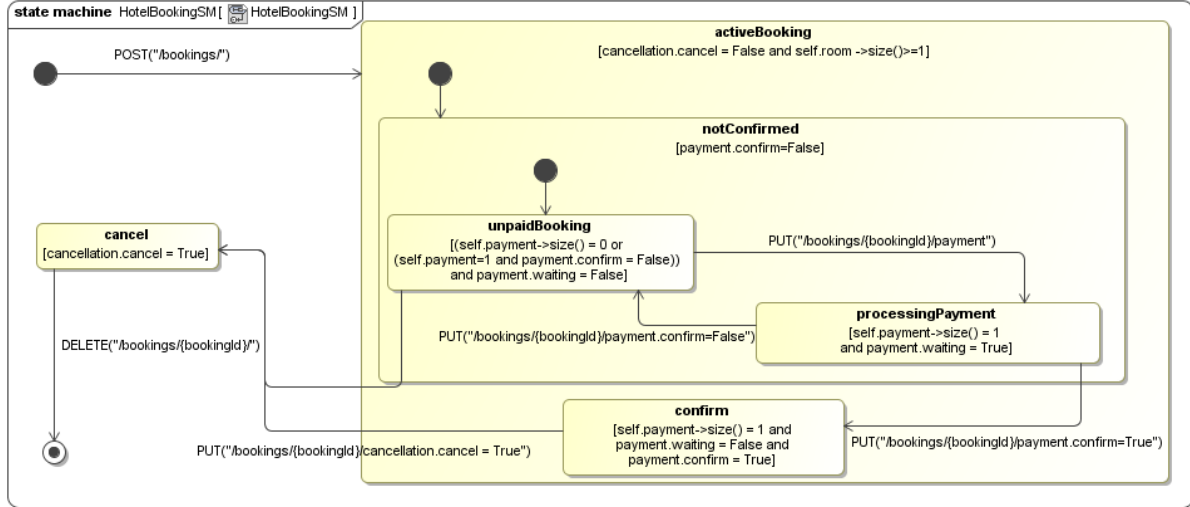 state machine HotelBookingSM [ HotelBookingSM ]
activeBooking
[cancellation.cancel = False and self.room ->size()>=1]
POST("/bookings/")
notConfirmed
[payment.confirm=False]
unpaidBooking
[(self.payment->size() = 0 or
(self.payment=1 and payment.confirm = False))
and payment.waiting = False]
PUT("/bookings/{bookingId}/payment")
cancel
[cancellation.cancel = True]
processingPayment
[self.payment->size() = 1
and payment.waiting = True]
PUT("/bookings/{bookingId}/payment.confirm=False")
DELETE("/bookings/{bookingId}/")
confirm
[self.payment->size() = 1 and
payment.waiting = False and
payment.confirm = True]
PUT("/bookings/{bookingId}/payment.confirm=True")
PUT("/bookings/{bookingId}/cancellation.cancel = True")